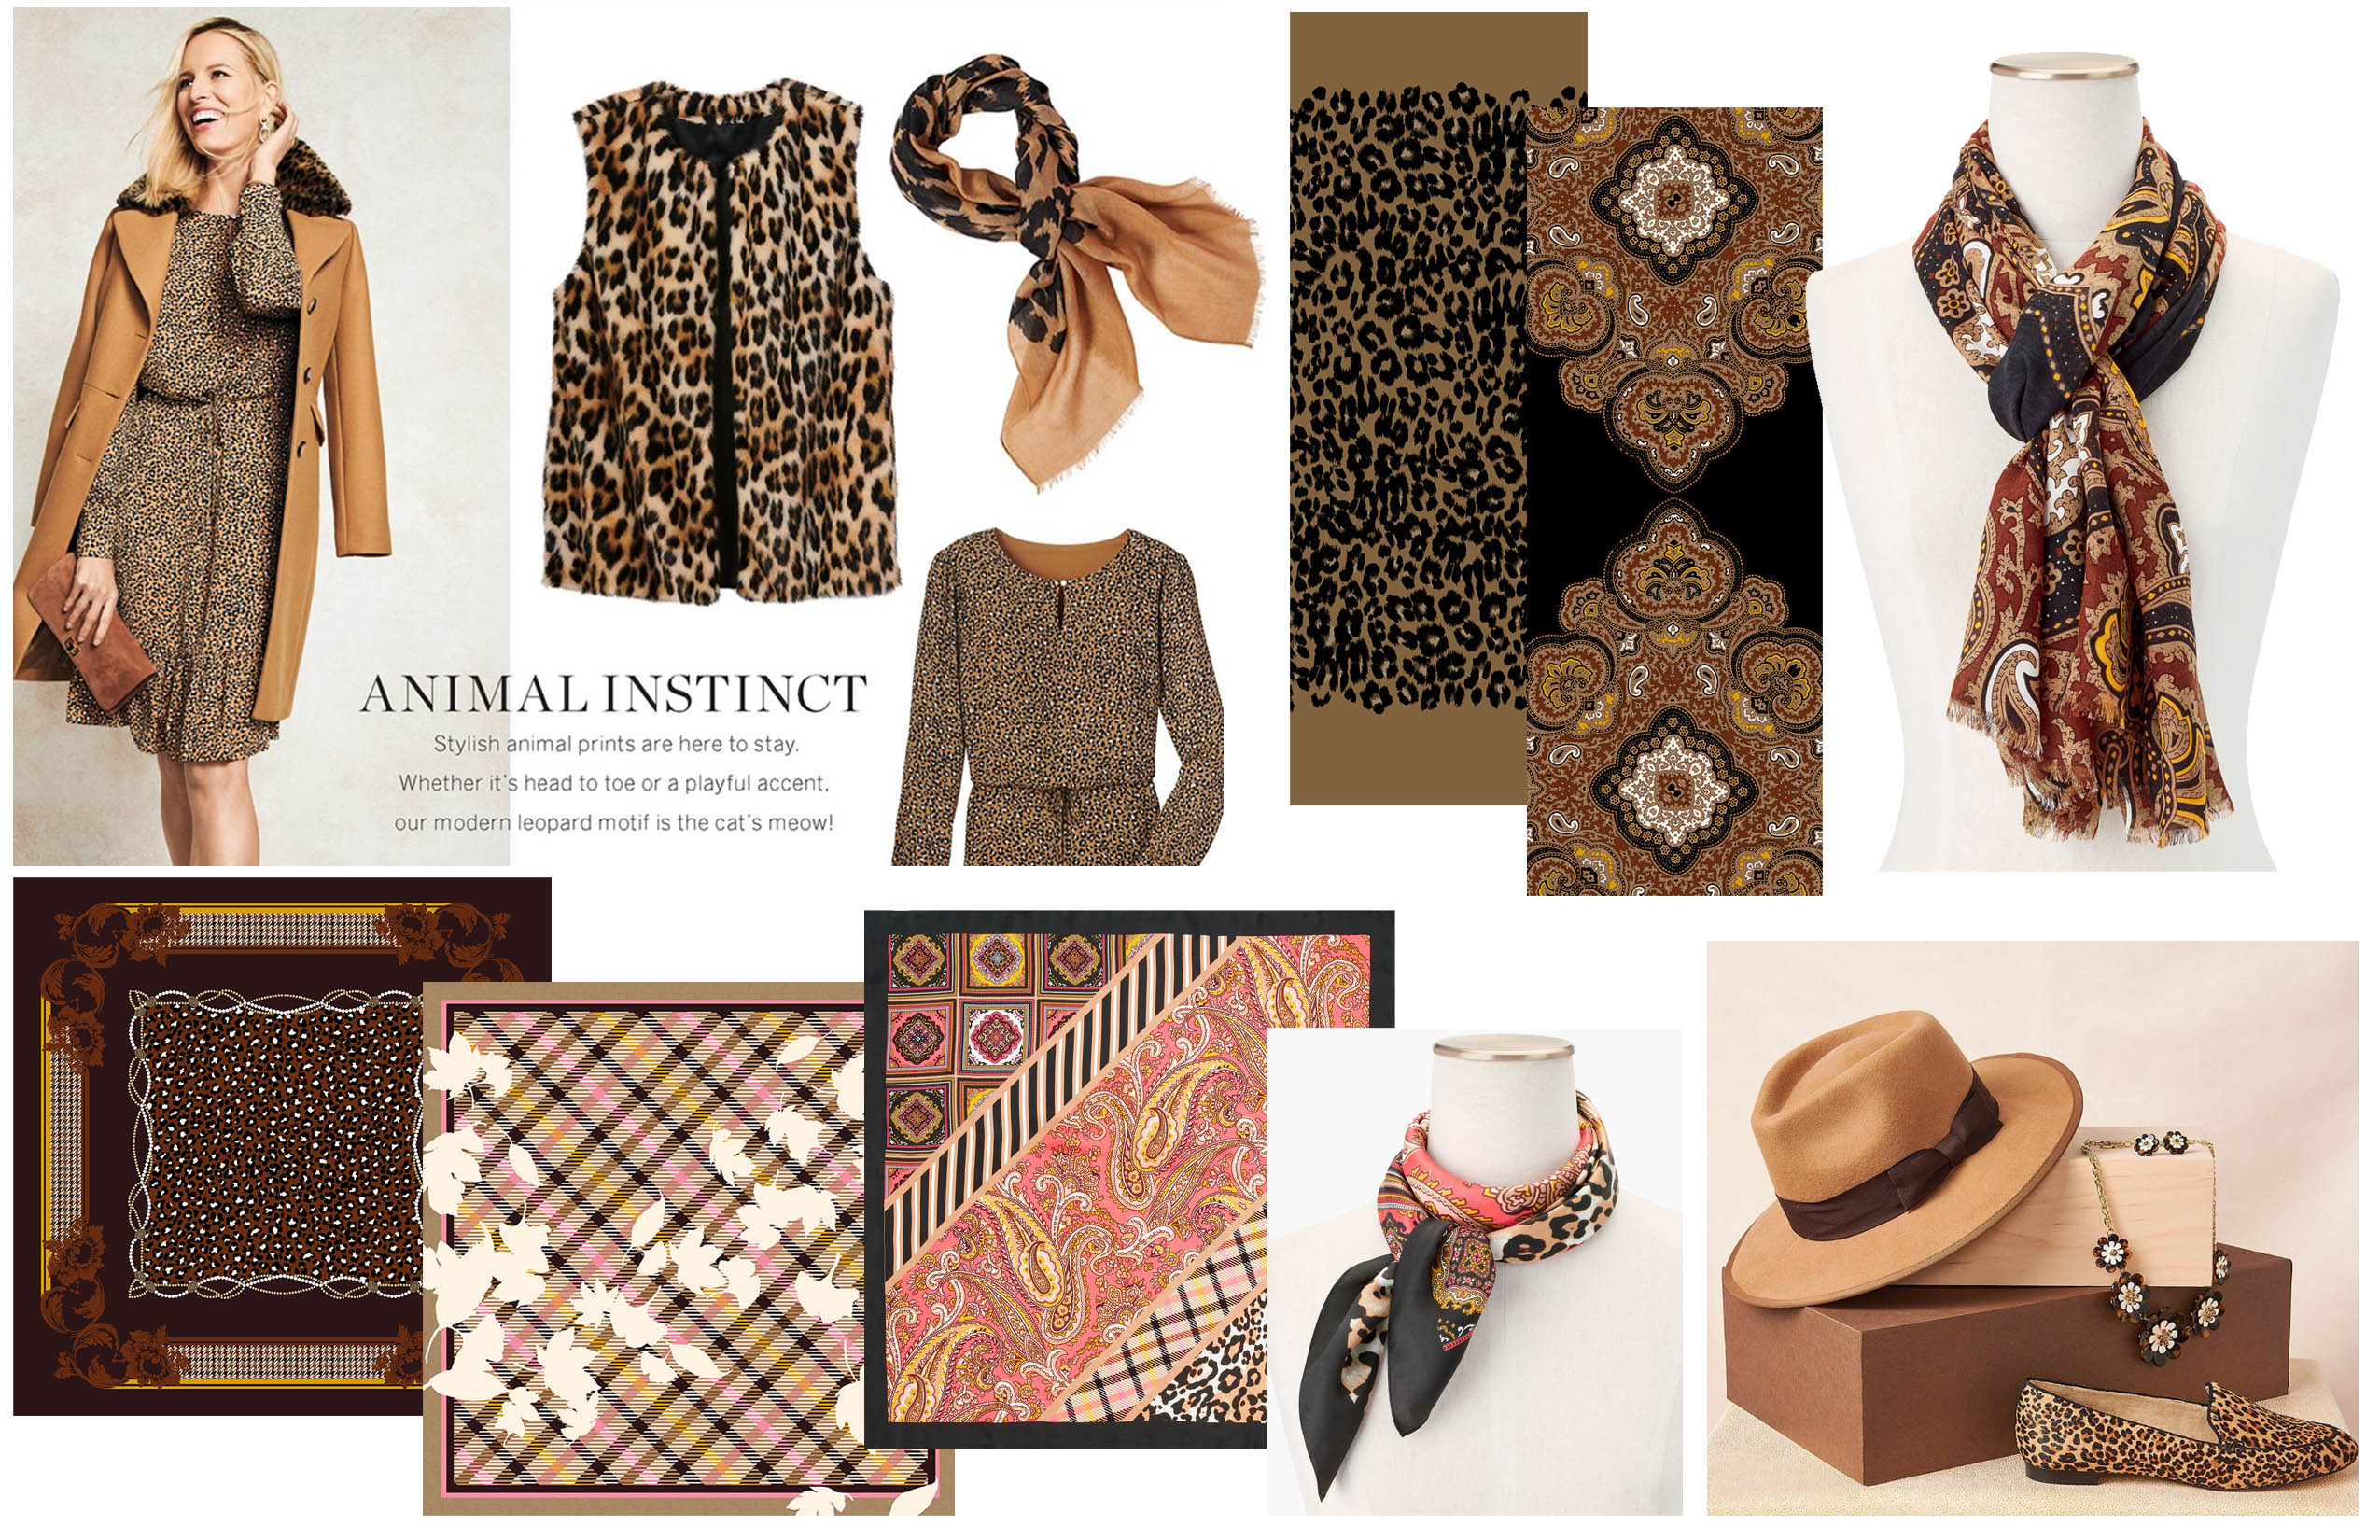 ANIMAL INSTINCT
Stylish animal prints are here to stay.
Whether it's head to toe or a playful accent,
our modern leopard motif is the cat's meow!